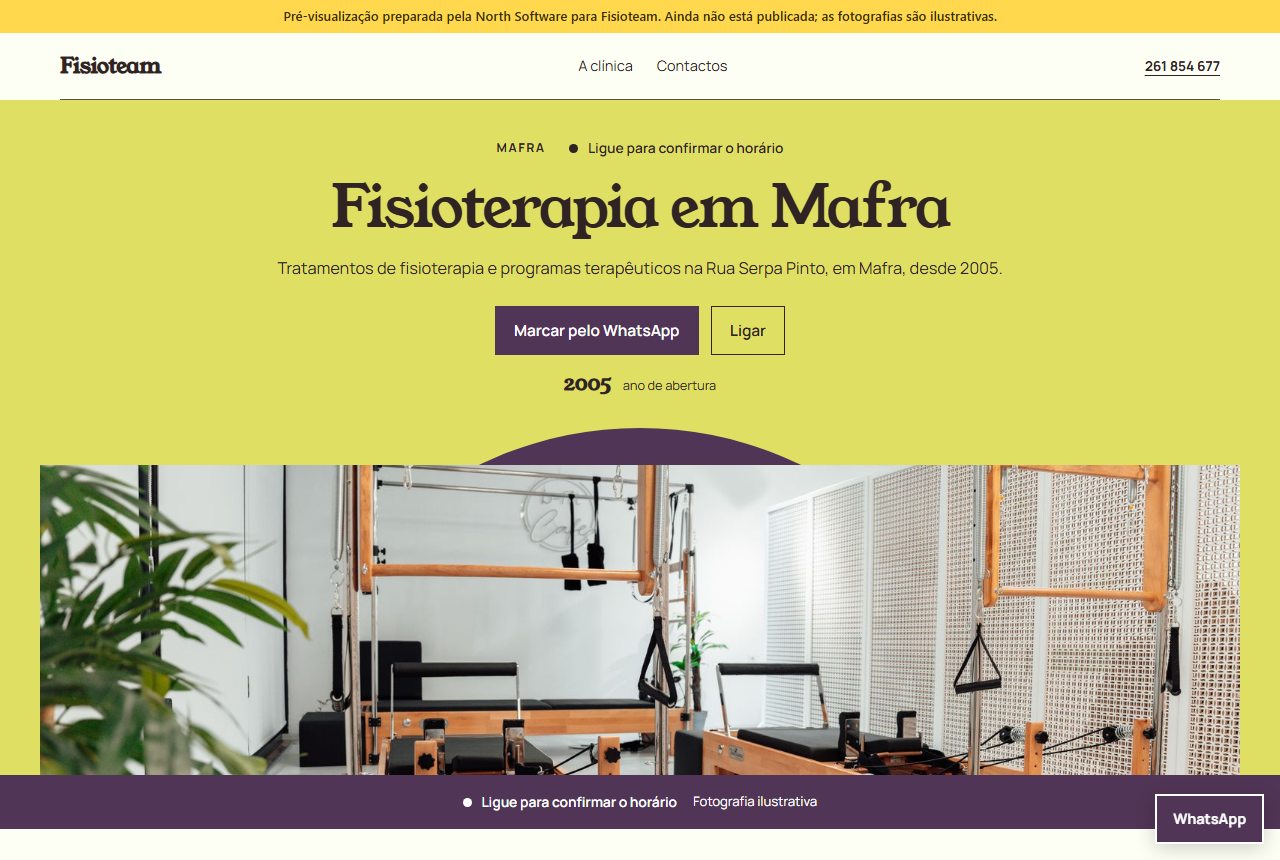 Pré-visualização preparada pela North Software para Fisioteam. Ainda não está publicada; as fotografias são ilustrativas.
Fisioteam
A clínica Contactos
261 854 677
MAFRA Ligue para confirmar o horário
Fisioterapia em Mafra
Tratamentos de fisioterapia e programas terapêuticos na Rua Serpa Pinto, em Mafra, desde 2005.
Marcar pelo WhatsApp Ligar
2005 ano de abertura
Ligue para confirmar o horário Fotografia ilustrativa
WhatsApp